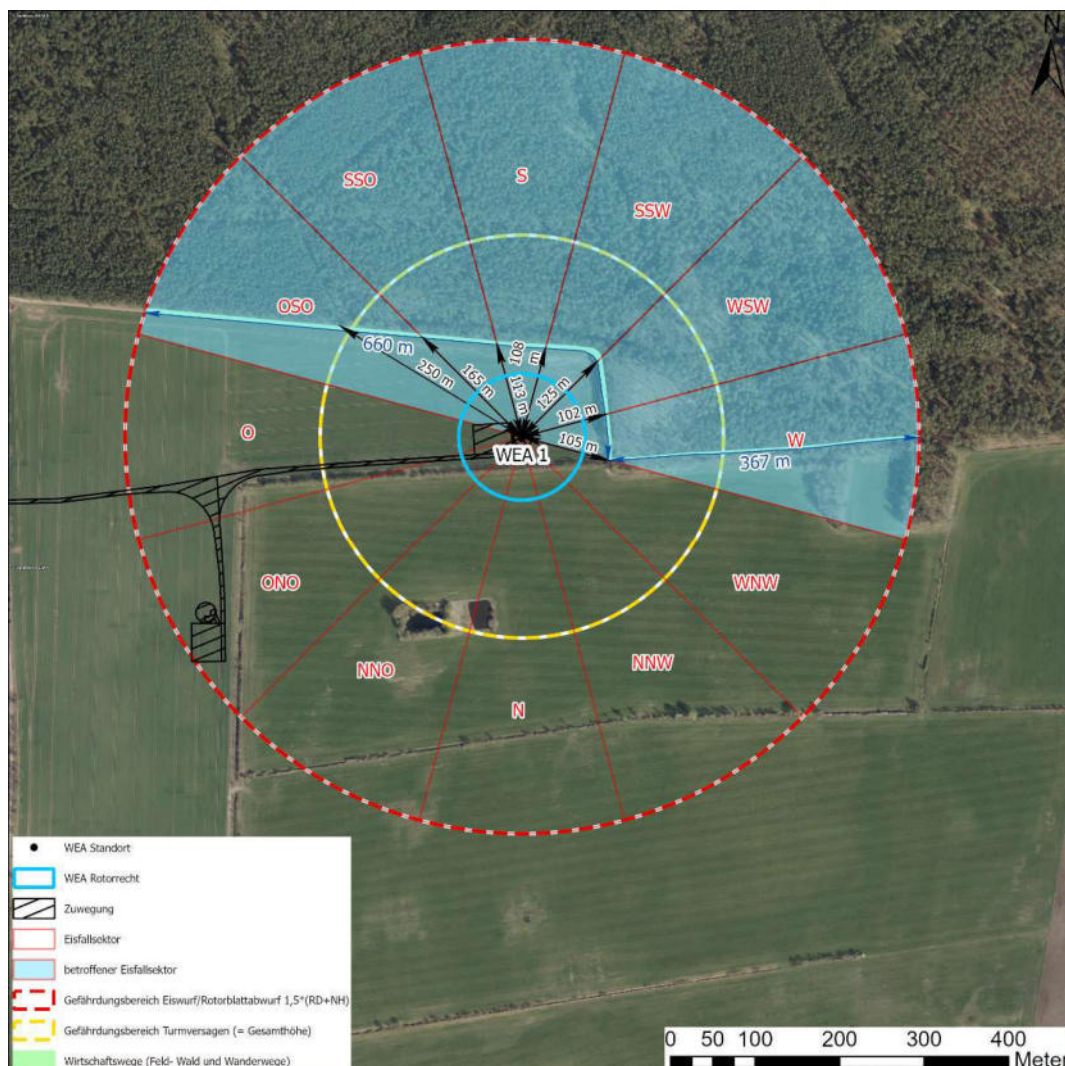 N
SSO
S
SSW
OSO
WSW
660 m
250 m
165 m
108
m
113 m
125 m
102 m
105 m
O
WEA 1
W
367 m
ONO
WNW
NNO
NNW
N
WEA Standort
WEA Rotorrecht
Zuwegung
Eisfallsektor
betroffener Eisfallsektor
Gefährdungsbereich Eiswurf/Rotorblattabwurf 1,5*(RD+NH)
Gefährdungsbereich Turmversagen (= Gesamthöhe)
Wirtschaftswege (Feld- Wald und Wanderwege)
0 50 100 200 300 400
Meter